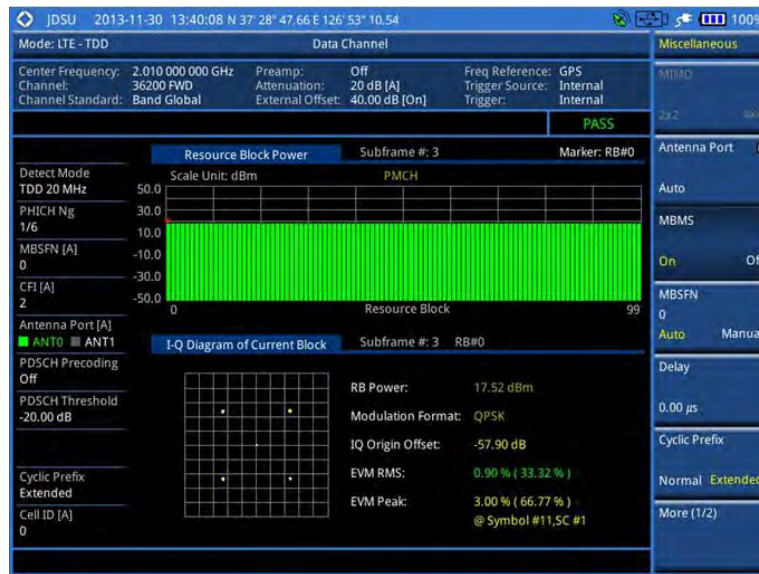 JDSU 2013-11-30 13:40:08 N 37° 28" 47.66 E 126° 53" 10.54 100%
Mode: LTE - TDD Data Channel Miscellaneous
Center Frequency: 2.010 000 000 GHz Preamp: Off Freq Reference: GPS
Channel: 36200 FWD Attenuation: 20 dB [A] Trigger Source: Internal
Channel Standard: Band Global External Offset: 40.00 dB [On] Trigger: Internal
MIMO
2x2
PASS
Resource Block Power Subframe #: 3 Marker: RB#0
Antenna Port
Auto
Detect Mode
TDD 20 MHz
PHICH Ng
1/6
MBSFN [A]
0
CFI [A]
2
Antenna Port [A]
ANT0 ANT1
PDSCH Precoding
Off
PDSCH Threshold
-20.00 dB
Cyclic Prefix
Extended
Cell ID [A]
0
Scale Unit: dBm PMCH
50.0
30.0
10.0
-10.0
-30.0
-50.0
0 Resource Block 99
I-Q Diagram of Current Block Subframe #: 3 RB#0
RB Power: 17.52 dBm
Modulation Format: QPSK
IQ Origin Offset: -57.90 dB
EVM RMS: 0.90 % ( 33.32 % )
EVM Peak: 3.00 % ( 66.77 % )
@ Symbol #11,SC #1
MBMS
On Of
MBSFN
0
Auto Manua
Delay
0.00 µs
Cyclic Prefix
Normal Extended
More (1/2)